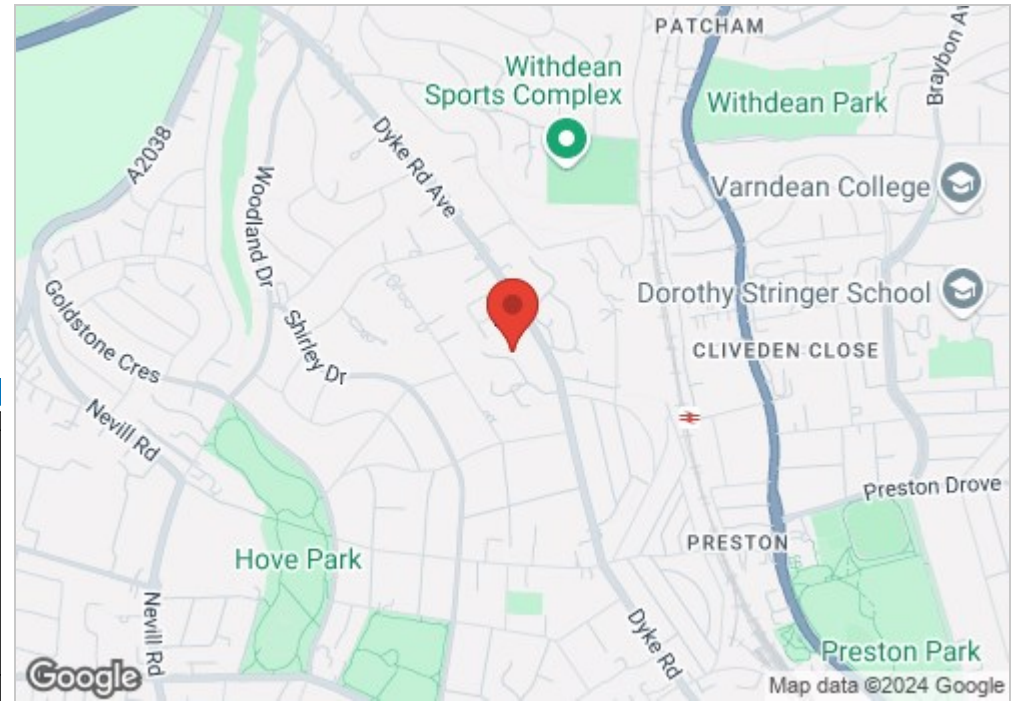 PATCHAM
Braybon Av
Withdean
Sports Complex
Withdean Park
A2038
Dyke Rd Ave
Woodland Dr
Varndean College
Goldstone Cres
Shirley Dr
Dorothy Stringer School
CLIVEDEN CLOSE
Nevill Rd
Preston Drove
PRESTON
Hove Park
Nevill Rd
Dyke Rd
Preston Park
Google
Map data ©2024 Google